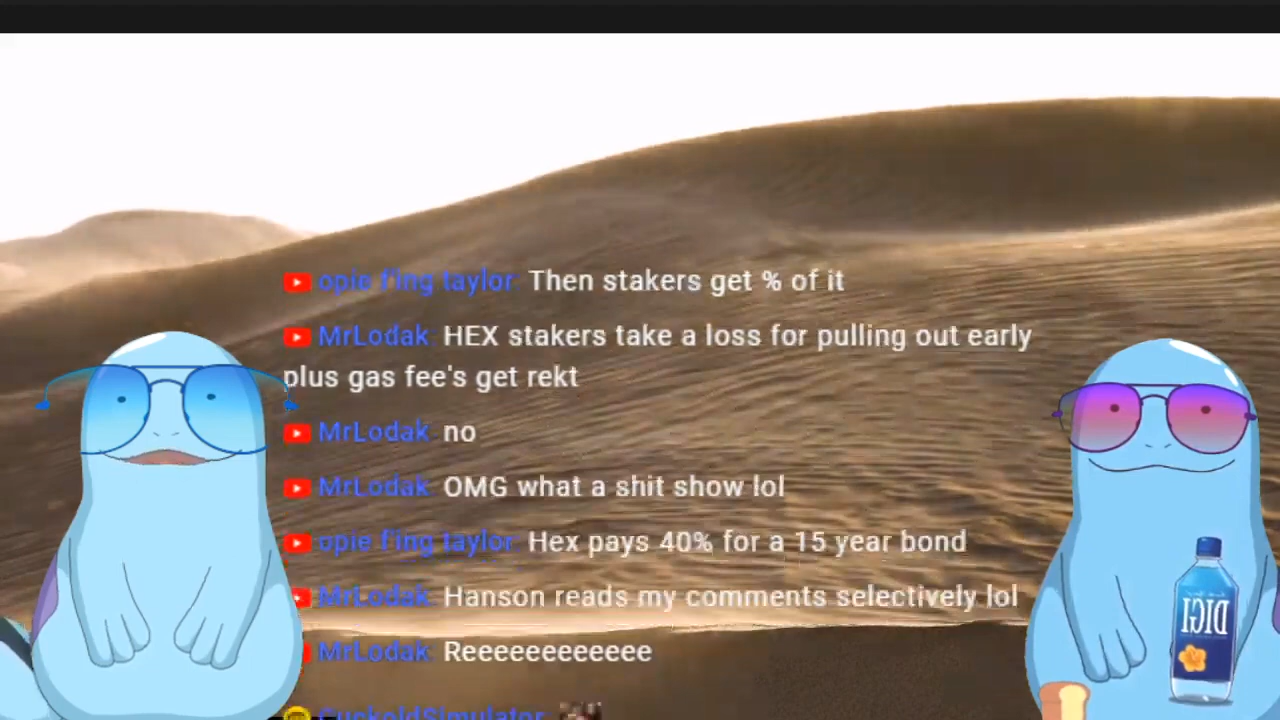 opie f'ing taylor: Then stakers get % of it
MrLodak: HEX stakers take a loss for pulling out early
plus gas fee's get rekt
MrLodak: no
MrLodak: OMG what a shit show lol
opie f'ing taylor: Hex pays 40% for a 15 year bond
MrLodak: Hanson reads my comments selectively lol
MrLodak: Reeeeeeeeeeee
CuckoldSimulator:
DIGI